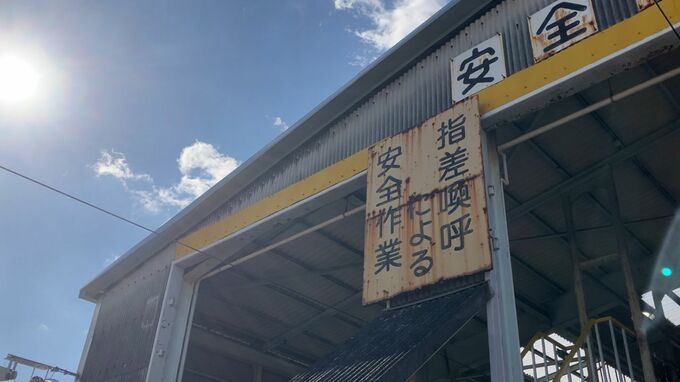 安全
指差喚呼
による
安全作業